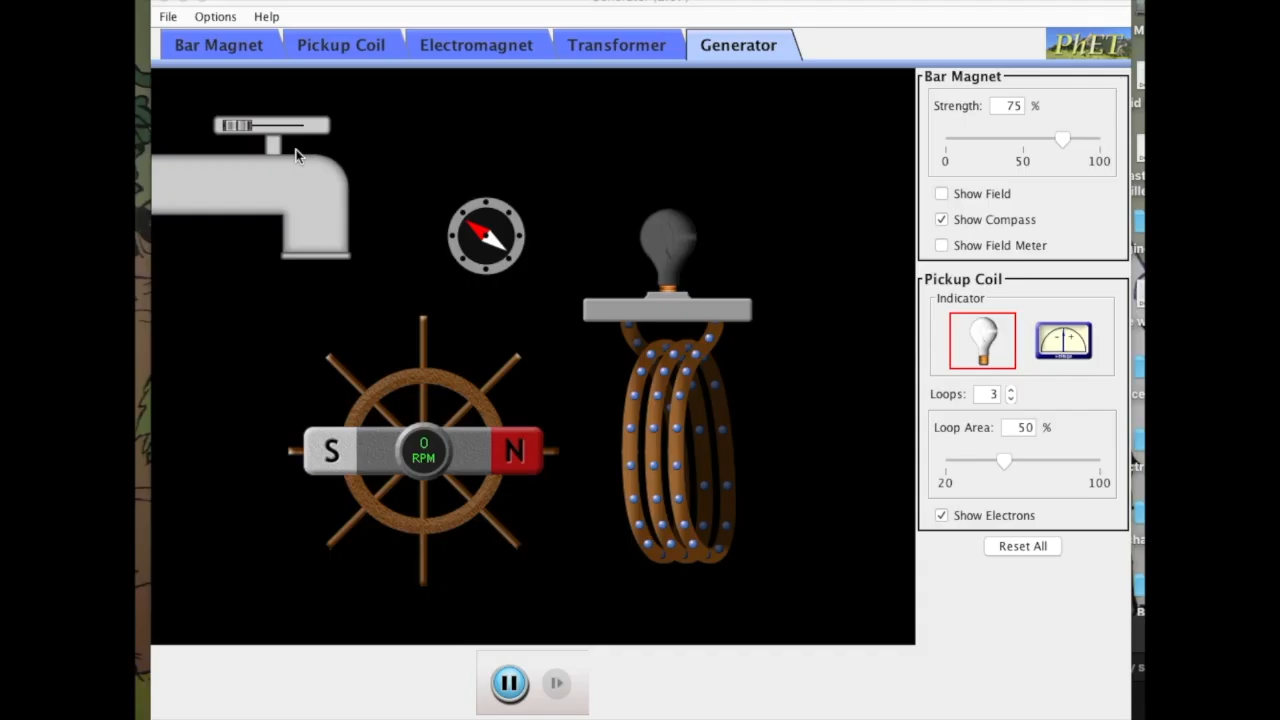 File Options Help
Bar Magnet Pickup Coil Electromagnet Transformer Generator PhET
Bar Magnet
Strength: 75 %
0 50 100
Show Field
Show Compass
Show Field Meter
Pickup Coil
Indicator
- +
Loops: 3
Loop Area: 50 %
20 100
Show Electrons
Reset All
0
RPM
S N